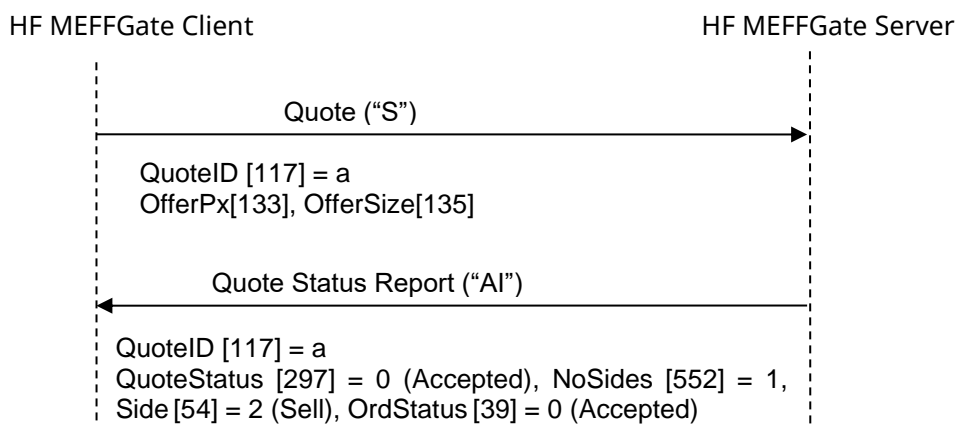 HF MEFFGate Client HF MEFFGate Server
Quote (“S”)
QuoteID [117] = a
OfferPx[133], OfferSize[135]
Quote Status Report (“AI”)
QuoteID [117] = a
QuoteStatus [297] = 0 (Accepted), NoSides [552] = 1,
Side [54] = 2 (Sell), OrdStatus [39] = 0 (Accepted)